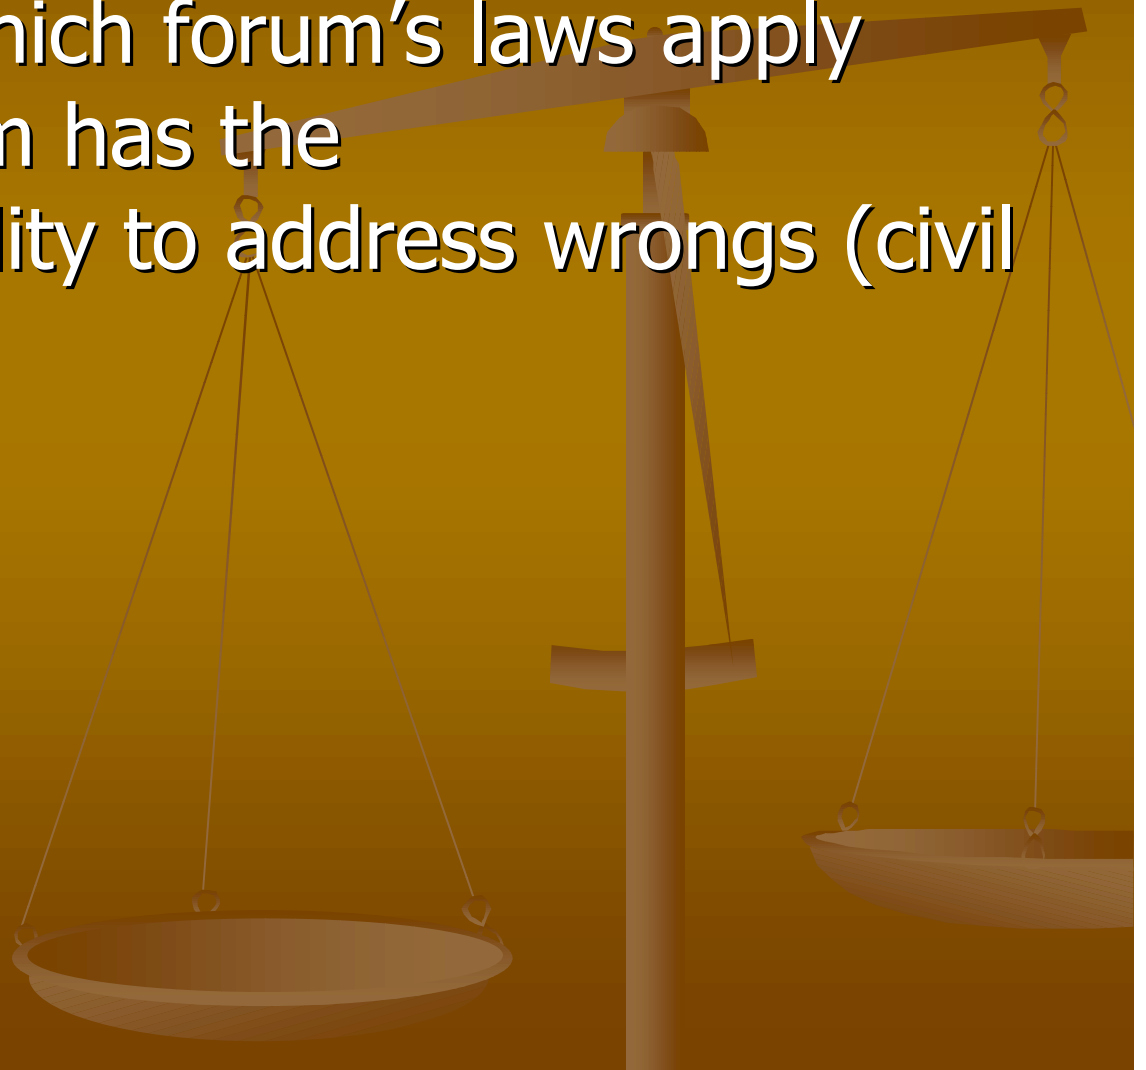 hich forum’s laws apply
m has the
lity to address wrongs (civil